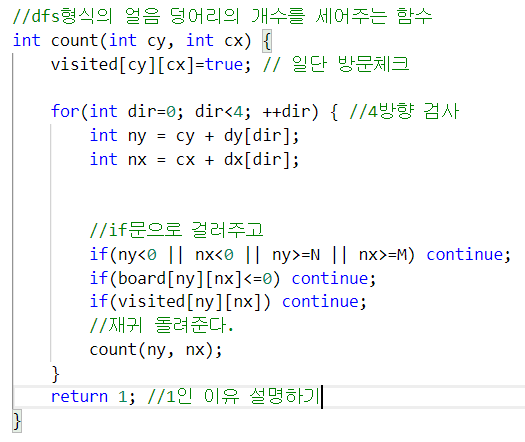 //dfs형식의 얼음 덩어리의 개수를 세어주는 함수
int count(int cy, int cx) {
    visited[cy][cx]=true; // 일단 방문체크
    for(int dir=0; dir<4; ++dir) { //4방향 검사
        int ny = cy + dy[dir];
        int nx = cx + dx[dir];
        //if문으로 걸러주고
        if(ny<0 || nx<0 || ny>=N || nx>=M) continue;
        if(board[ny][nx]<=0) continue;
        if(visited[ny][nx]) continue;
        //재귀 돌려준다.
        count(ny, nx);
    }
    return 1; //1인 이유 설명하기
}